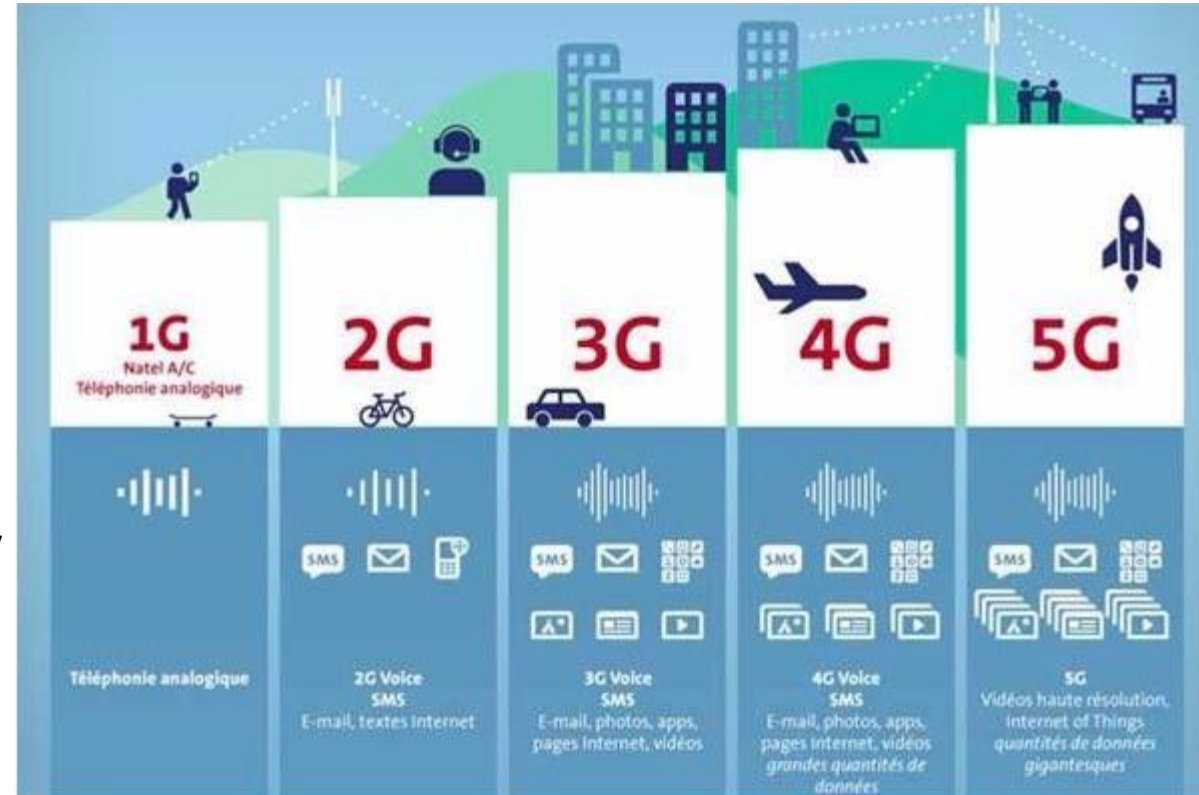 1G
Natel A/C
Téléphonie analogique
2G
3G
4G
5G
SMS
SMS
SMS
SMS
Téléphonie analogique
2G Voice
SMS
E-mail, textes Internet
3G Voice
SMS
E-mail, photos, apps,
pages Internet, vidéos
4G Voice
SMS
E-mail, photos, apps,
pages Internet, vidéos
grandes quantités de
données
5G
Vidéos haute résolution,
Internet of Things
quantités de données
gigantesques